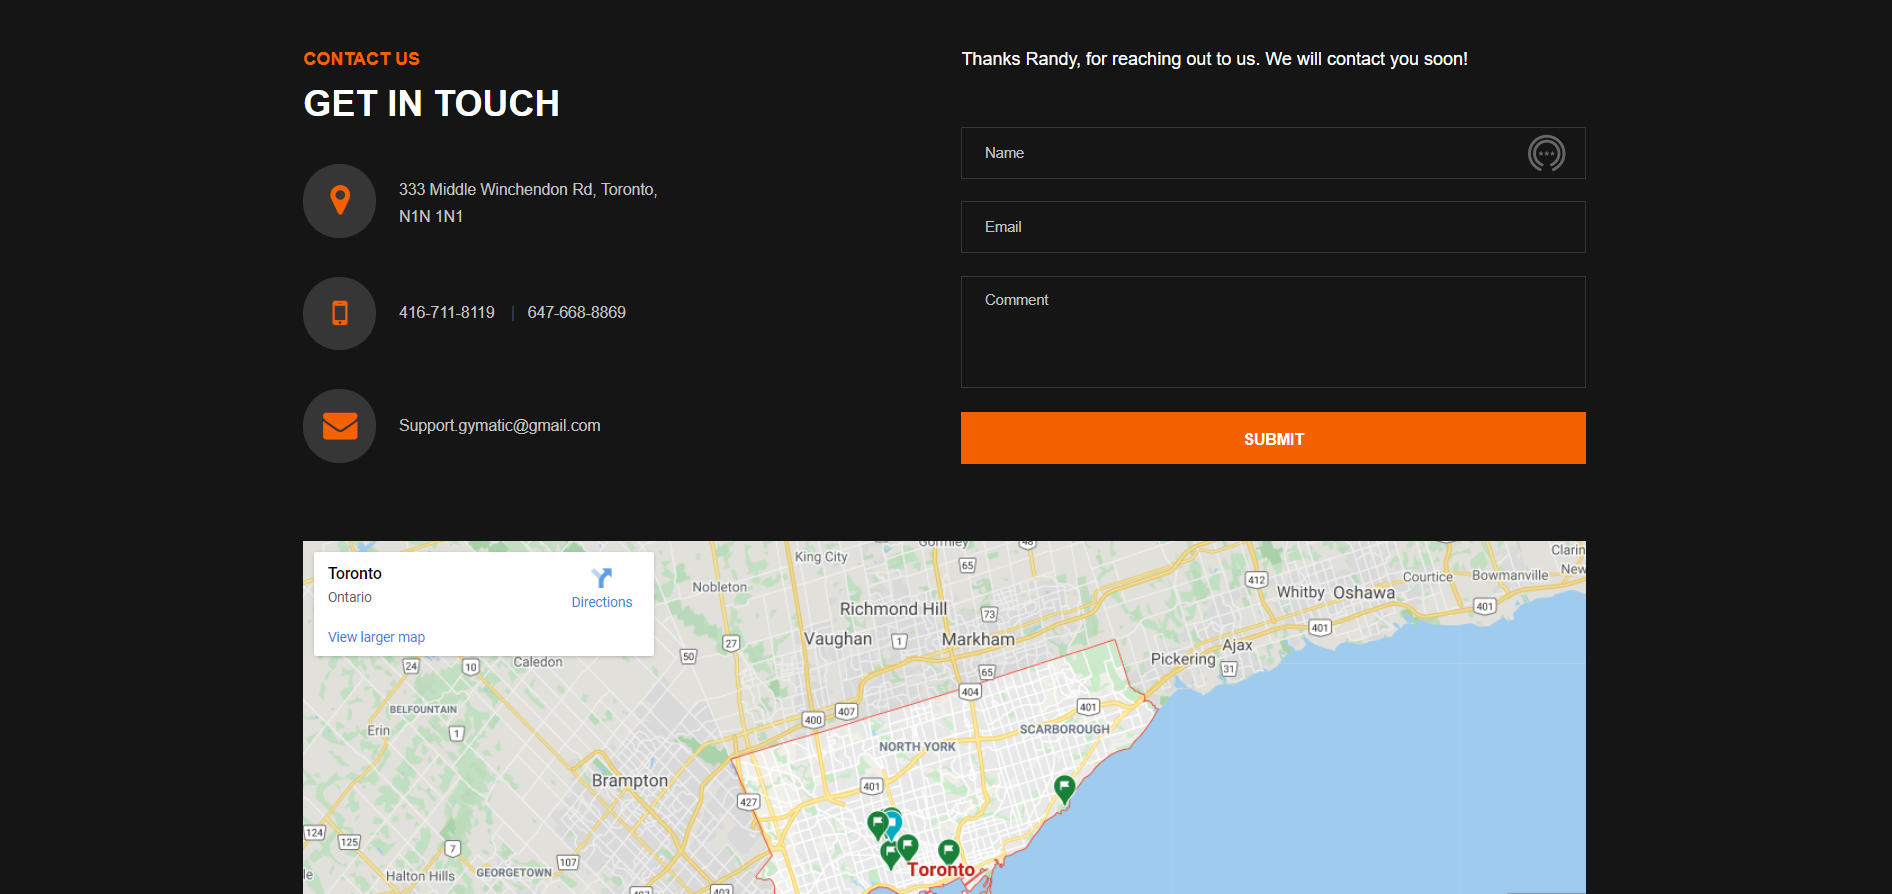 CONTACT US
GET IN TOUCH
333 Middle Winchendon Rd, Toronto,
N1N 1N1
416-711-8119 | 647-668-8869
Support.gymatic@gmail.com
Thanks Randy, for reaching out to us. We will contact you soon!
Name
Email
Comment
SUBMIT
Toronto
Ontario
Directions
View larger map
King City
Gormley
48
65
Clarin
New
Nobleton
412
Courtice
Bowmanville
Whitby
Oshawa
Richmond Hill
73
401
401
Vaughan
1
Markham
27
50
Ajax
Pickering
31
24
10
Caledon
65
404
BELFOUNTAIN
400
407
401
Erin
1
SCARBOROUGH
NORTH YORK
Brampton
401
427
124
125
7
107
GEORGETOWN
Halton Hills
Toronto
407
403